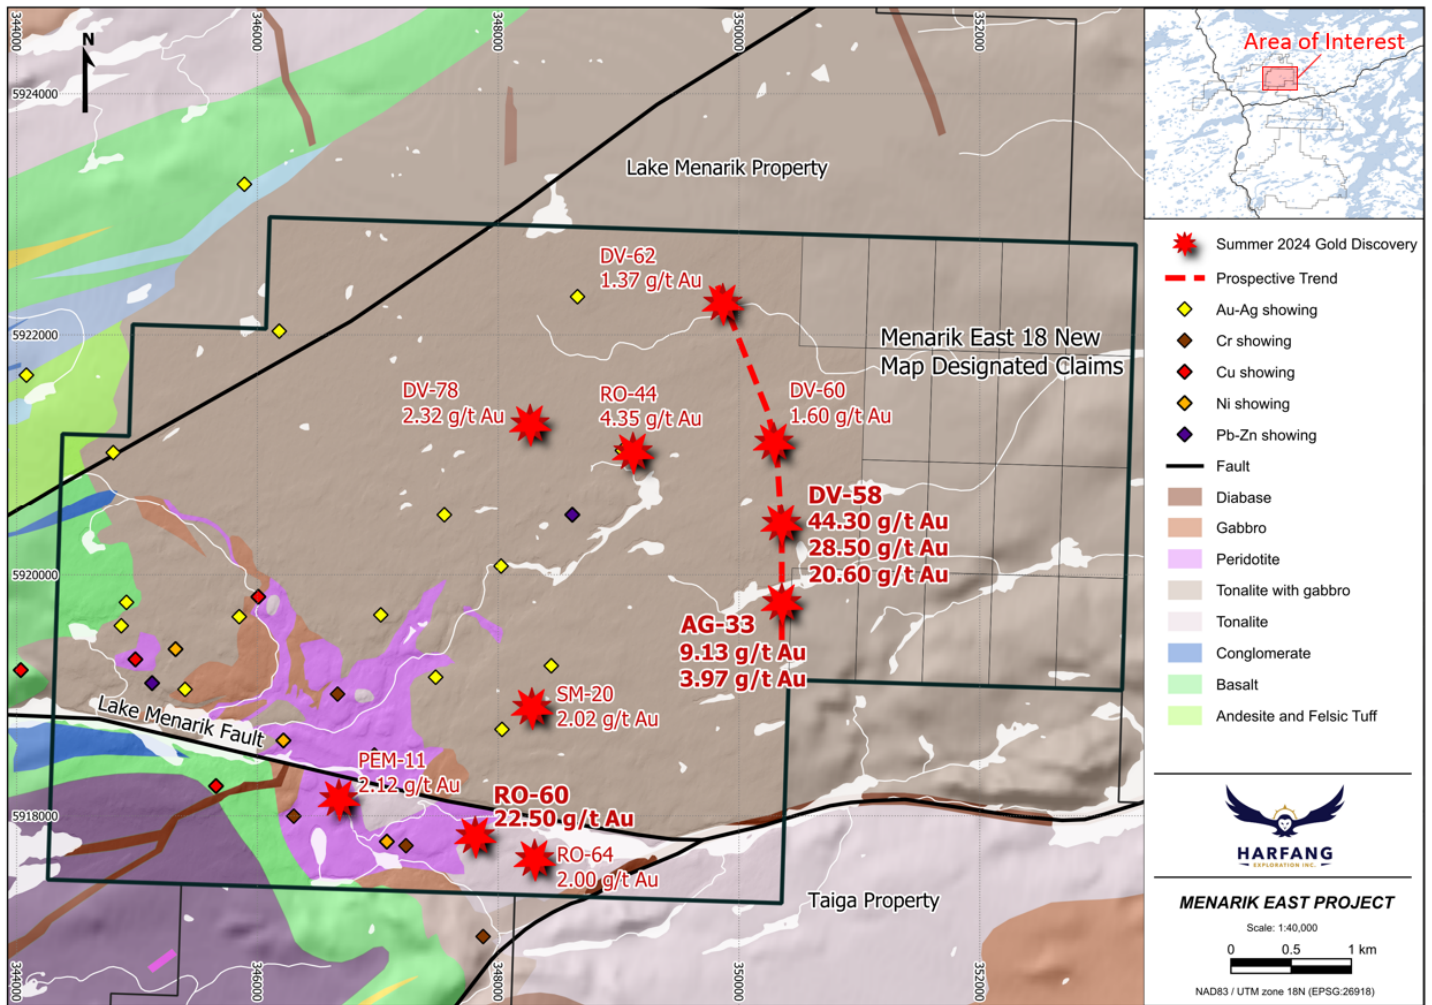 344000
346000
348000
350000
352000
N
5924000
Lake Menarik Property
DV-62
1.37 g/t Au
5922000
Menarik East 18 New
Map Designated Claims
DV-78
2.32 g/t Au
RO-44
4.35 g/t Au
DV-60
1.60 g/t Au
DV-58
44.30 g/t Au
28.50 g/t Au
20.60 g/t Au
5920000
AG-33
9.13 g/t Au
3.97 g/t Au
SM-20
2.02 g/t Au
Lake Menarik Fault
PEM-11
2.12 g/t Au
RO-60
22.50 g/t Au
5918000
RO-64
2.00 g/t Au
Taiga Property
344000
346000
348000
350000
352000
Area of Interest
Summer 2024 Gold Discovery
Prospective Trend
Au-Ag showing
Cr showing
Cu showing
Ni showing
Pb-Zn showing
Fault
Diabase
Gabbro
Peridotite
Tonalite with gabbro
Tonalite
Conglomerate
Basalt
Andesite and Felsic Tuff
HARFANG
EXPLORATION INC.
MENARIK EAST PROJECT
Scale: 1:40,000
0 0.5 1 km
NAD83 / UTM zone 18N (EPSG:26918)